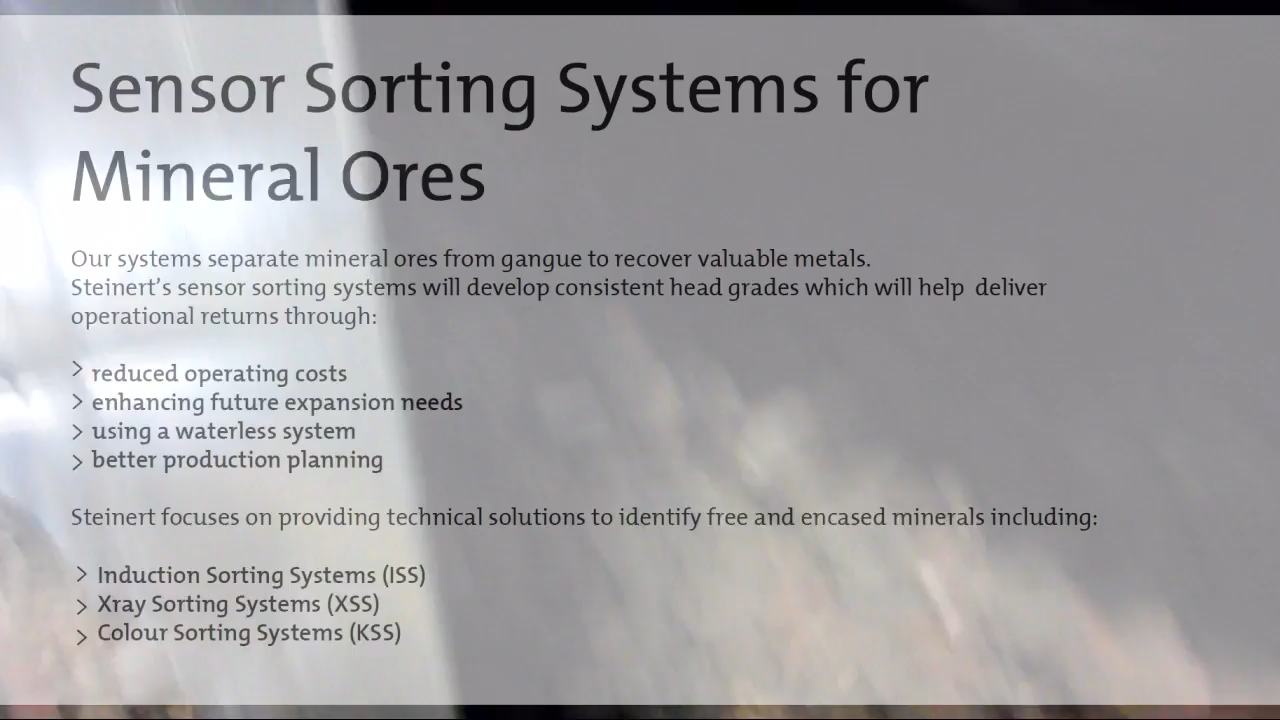 Sensor Sorting Systems for
Mineral Ores
Our systems separate mineral ores from gangue to recover valuable metals.
Steinert's sensor sorting systems will develop consistent head grades which will help  deliver
operational returns through:
> reduced operating costs
> enhancing future expansion needs
> using a waterless system
> better production planning
Steinert focuses on providing technical solutions to identify free and encased minerals including:
> Induction Sorting Systems (ISS)
> Xray Sorting Systems (XSS)
> Colour Sorting Systems (KSS)